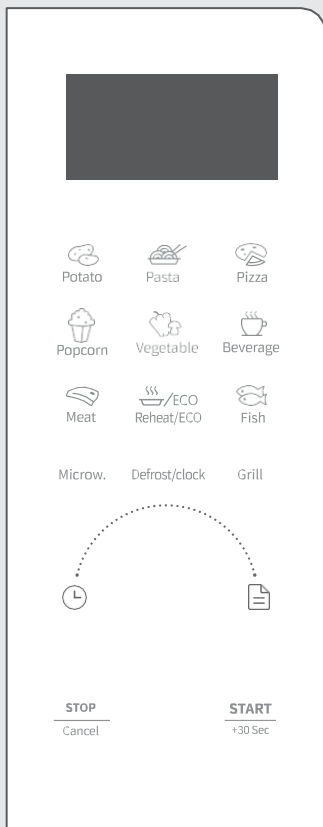 Potato Pasta Pizza
Popcorn Vegetable Beverage
/ECO
Meat Reheat/ECO Fish
Microw. Defrost/clock Grill
STOP START
Cancel +30 Sec